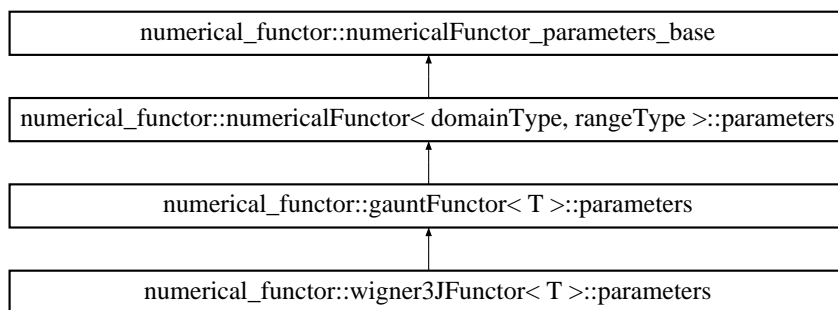 numerical_functor::numericalFunctor_parameters_base
numerical_functor::numericalFunctor< domainType, rangeType >::parameters
numerical_functor::gauntFunctor< T >::parameters
numerical_functor::wigner3JFunctor< T >::parameters